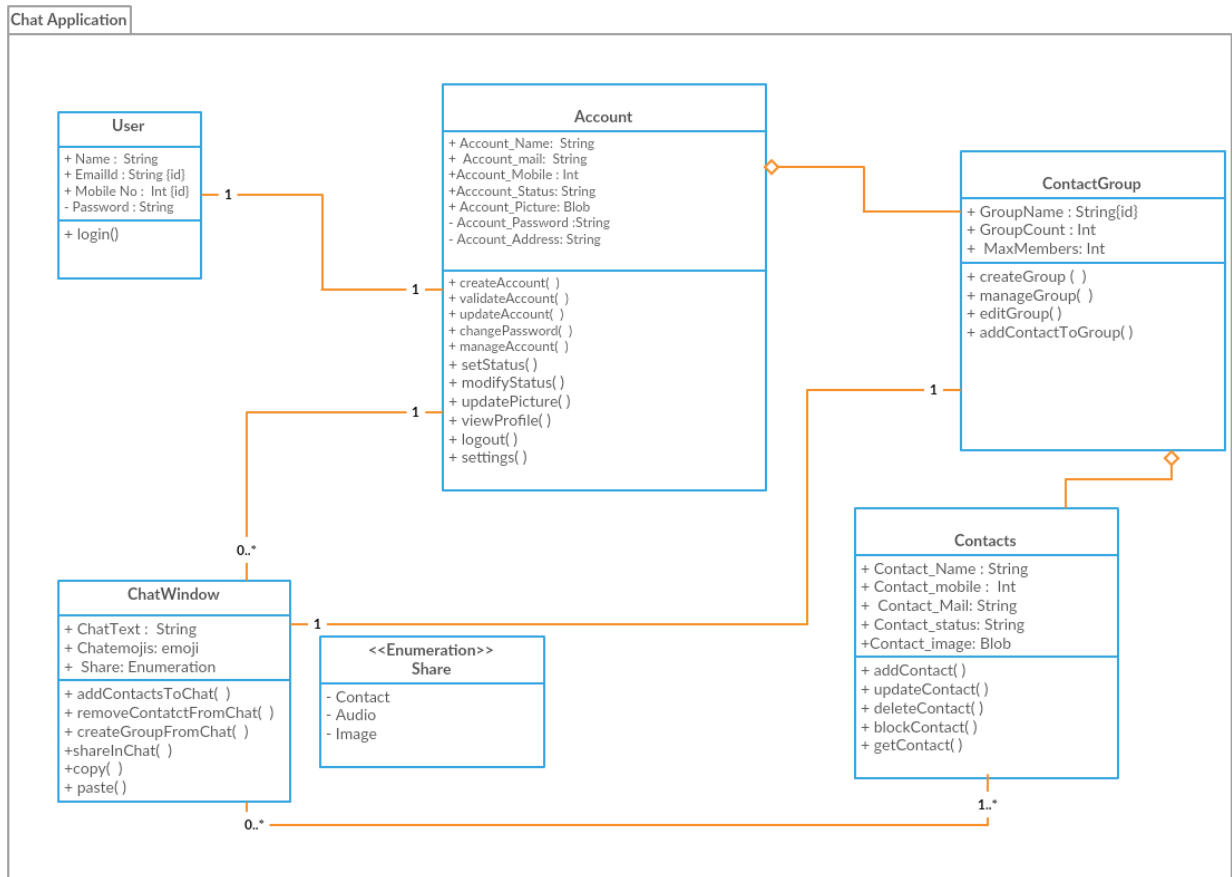 Chat Application
User
+ Name : String
+ EmailId : String {id}
+ Mobile No : Int {id}
- Password : String
+ login()
1
1
Account
+ Account_Name: String
+ Account_mail: String
+Account_Mobile : Int
+Acccount_Status: String
+ Account_Picture: Blob
- Account_Password :String
- Account_Address: String
+ createAccount( )
+ validateAccount( )
+ updateAccount( )
+ changePassword( )
+ manageAccount( )
+ setStatus( )
+ modifyStatus( )
+ updatePicture( )
+ viewProfile( )
+ logout( )
+ settings( )
ContactGroup
+ GroupName : String{id}
+ GroupCount : Int
+ MaxMembers: Int
+ createGroup ( )
+ manageGroup( )
+ editGroup( )
+ addContactToGroup( )
1
1
0..*
ChatWindow
+ ChatText : String
+ Chatemojis: emoji
+ Share: Enumeration
+ addContactsToChat( )
+ removeContatctFromChat( )
+ createGroupFromChat( )
+shareInChat( )
+copy( )
+ paste( )
1
<<Enumeration>>
Share
- Contact
- Audio
- Image
Contacts
+ Contact_Name : String
+ Contact_mobile : Int
+ Contact_Mail: String
+ Contact_status: String
+Contact_image: Blob
+ addContact( )
+ updateContact( )
+ deleteContact( )
+ blockContact( )
+ getContact( )
1..*
0..*